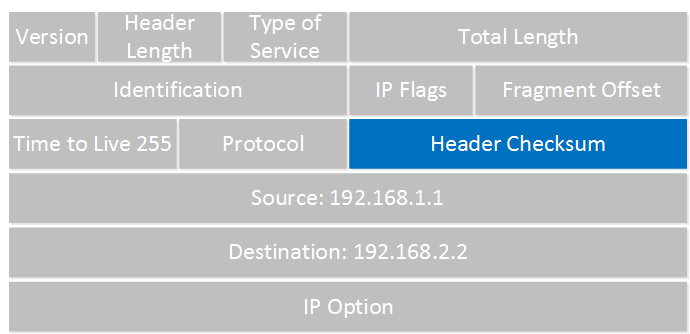 Version
Header
Length
Type of
Service
Total Length
Identification
IP Flags
Fragment Offset
Time to Live 255
Protocol
Header Checksum
Source: 192.168.1.1
Destination: 192.168.2.2
IP Option